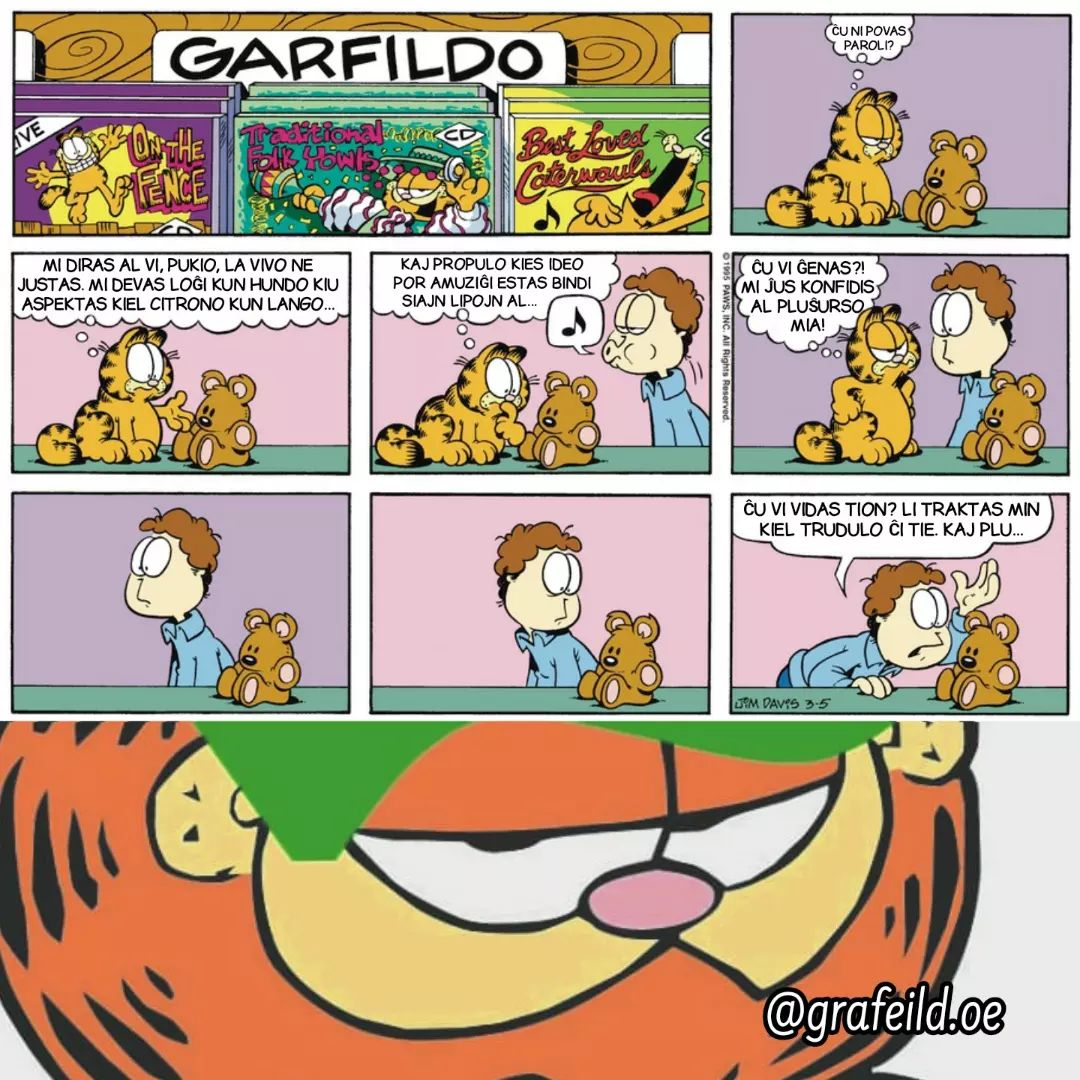 GARFILDO
IVE
ON THE
FENCE
CD
Traditional
Folk Yowls
CD
Best Loved
Caterwauls
ĈU NI POVAS
PAROLI?
MI DIRAS AL VI, PUKIO, LA VIVO NE
JUSTAS. MI DEVAS LOĜI KUN HUNDO KIU
ASPEKTAS KIEL CITRONO KUN LANGO...
KAJ PROPULO KIES IDEO
POR AMUZIĜI ESTAS BINDI
SIAJN LIPOJN AL...
© 1995 PAWS, INC. All Rights Reserved.
ĈU VI ĜENAS?!
MI ĴUS KONFIDIS
AL PLUŜURSO
MIA!
ĈU VI VIDAS TION? LI TRAKTAS MIN
KIEL TRUDULO ĈI TIE. KAJ PLU...
JIM DAVIS 3-5
@grafeild.oe